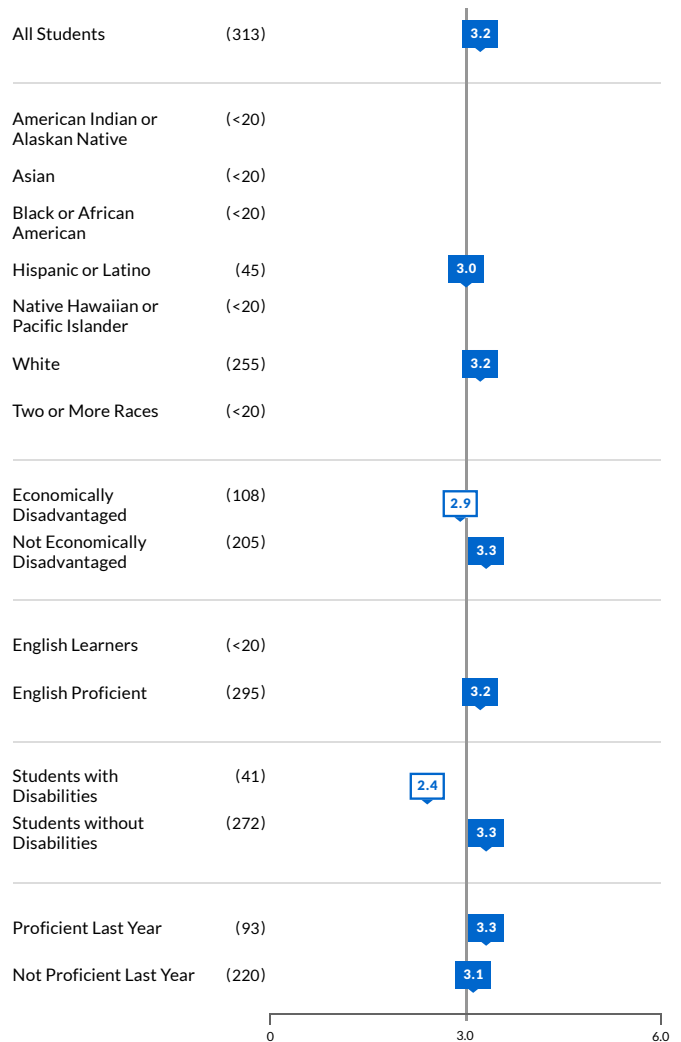 All Students (313) 3.2
American Indian or (<20)
Alaskan Native
Asian (<20)
Black or African (<20)
American
Hispanic or Latino (45) 3.0
Native Hawaiian or (<20)
Pacific Islander
White (255) 3.2
Two or More Races (<20)
Economically (108) 2.9
Disadvantaged
Not Economically (205) 3.3
Disadvantaged
English Learners (<20)
English Proficient (295) 3.2
Students with (41) 2.4
Disabilities
Students without (272) 3.3
Disabilities
Proficient Last Year (93) 3.3
Not Proficient Last Year (220) 3.1
0 3.0 6.0